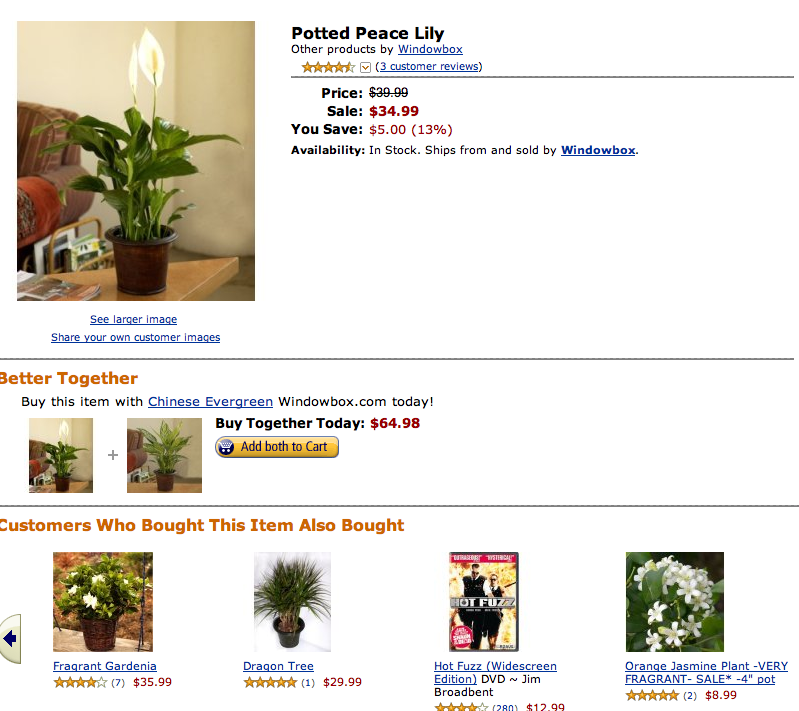 Potted Peace Lily
Other products by Windowbox
(3 customer reviews)
Price: $39.99
Sale: $34.99
You Save: $5.00 (13%)
Availability: In Stock. Ships from and sold by Windowbox.
See larger image
Share your own customer images
Better Together
Buy this item with Chinese Evergreen Windowbox.com today!
Buy Together Today: $64.98
+
Add both to Cart
Customers Who Bought This Item Also Bought
HOT FUZZ
Fragrant Gardenia
(7) $35.99
Dragon Tree
(1) $29.99
Hot Fuzz (Widescreen
Edition) DVD ~ Jim
Broadbent
(280) $12.99
Orange Jasmine Plant -VERY
FRAGRANT- SALE* -4" pot
(2) $8.99